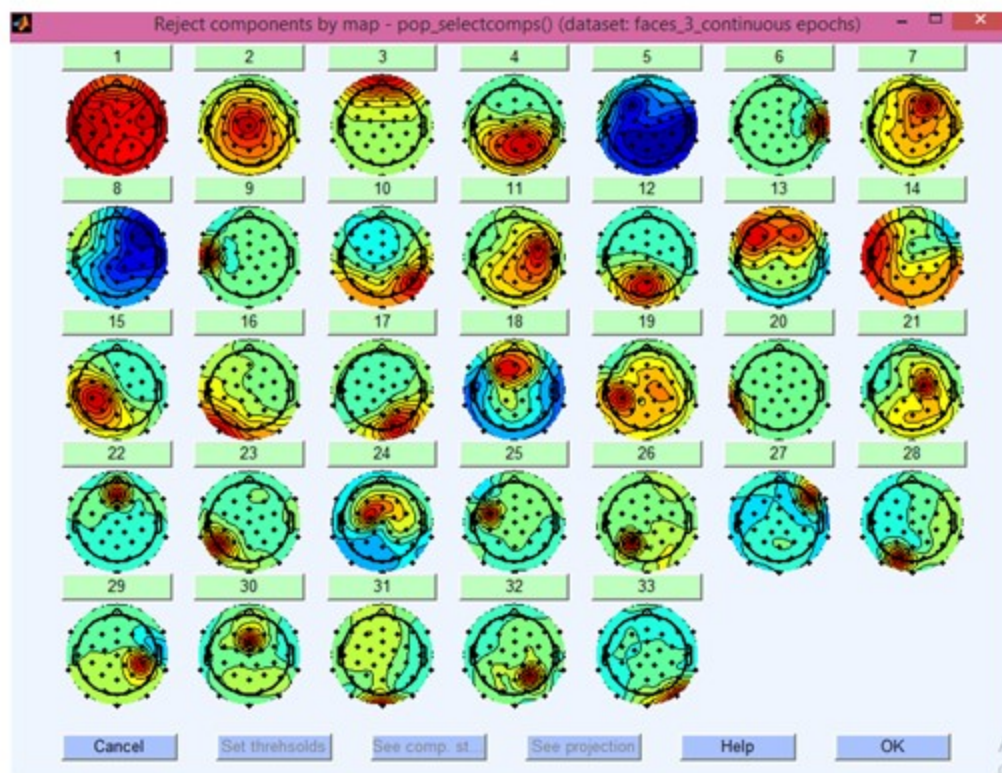 Reject components by map - pop_selectcomps() (dataset: faces_3_continuous epochs)
1 2 3 4 5 6 7
8 9 10 11 12 13 14
15 16 17 18 19 20 21
22 23 24 25 26 27 28
29 30 31 32 33
Cancel Set threhsolds See comp. st... See projection Help OK